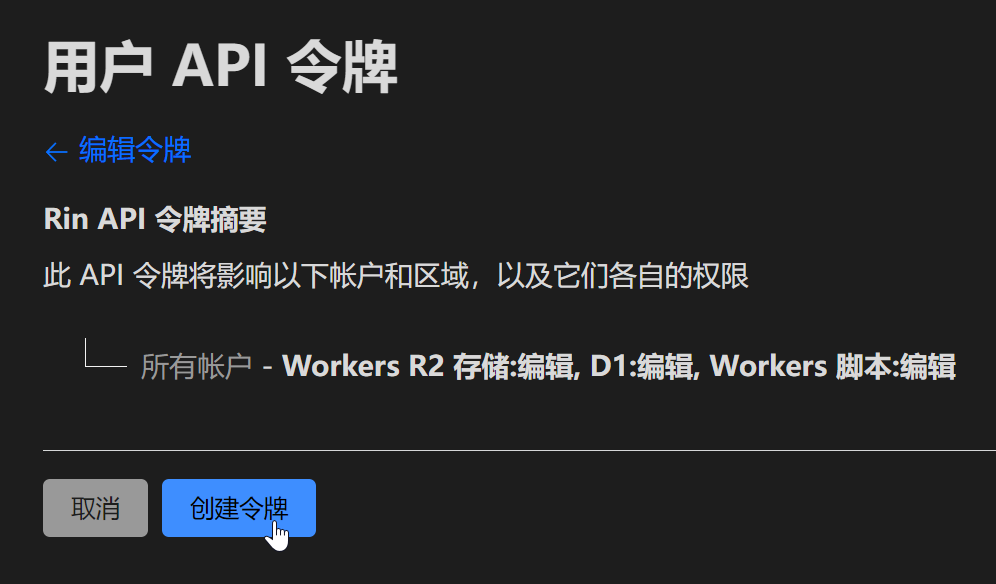 用户 API 令牌
← 编辑令牌
Rin API 令牌摘要
此 API 令牌将影响以下帐户和区域，以及它们各自的权限
所有帐户 - Workers R2 存储:编辑, D1:编辑, Workers 脚本:编辑
取消
创建令牌